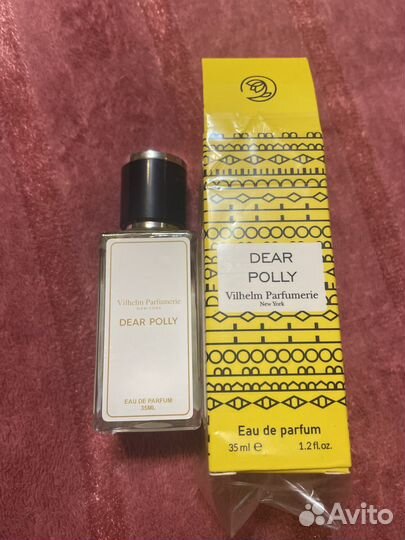 Vilhelm Parfumerie
NEW YORK
DEAR POLLY
EAU DE PARFUM
35ML
DEAR
POLLY
Vilhelm Parfumerie
New York
Eau de parfum
35 ml e 1.2 fl.oz.
Avito